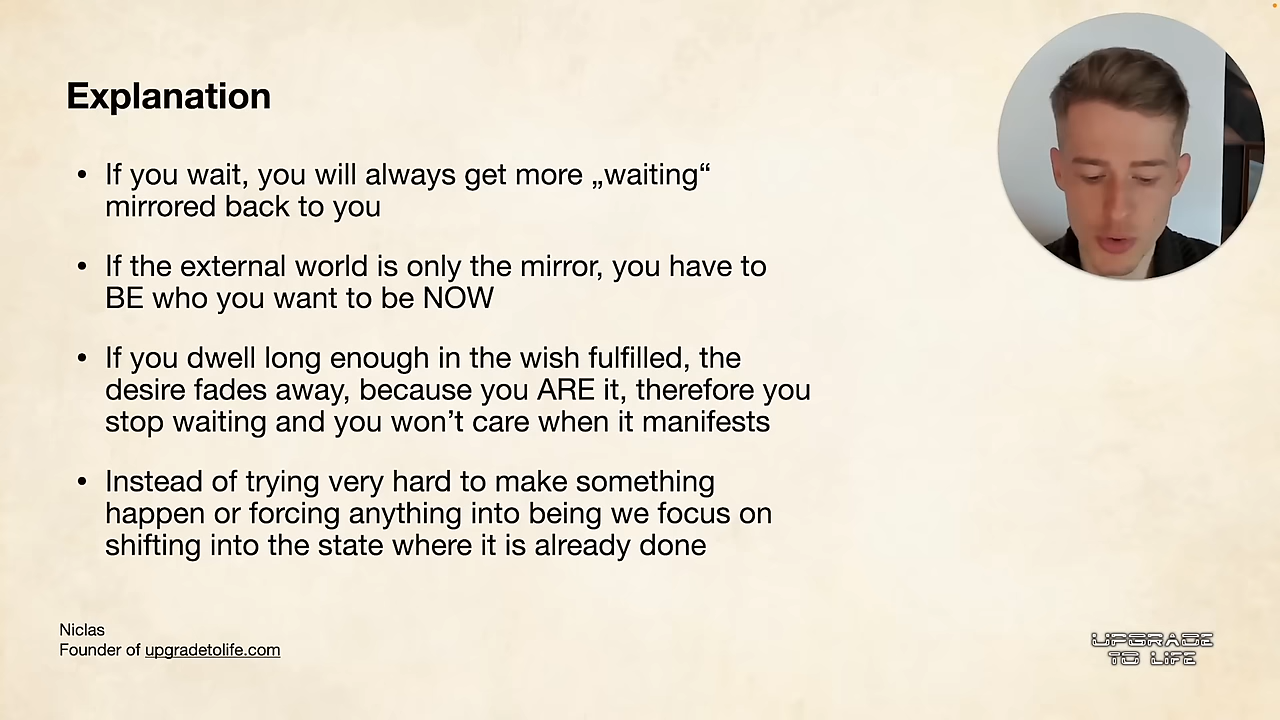 Explanation
• If you wait, you will always get more „waiting“
mirrored back to you
• If the external world is only the mirror, you have to
BE who you want to be NOW
• If you dwell long enough in the wish fulfilled, the
desire fades away, because you ARE it, therefore you
stop waiting and you won’t care when it manifests
• Instead of trying very hard to make something
happen or forcing anything into being we focus on
shifting into the state where it is already done
Niclas
Founder of upgradetolife.com
UPGRADE
TO LIFE